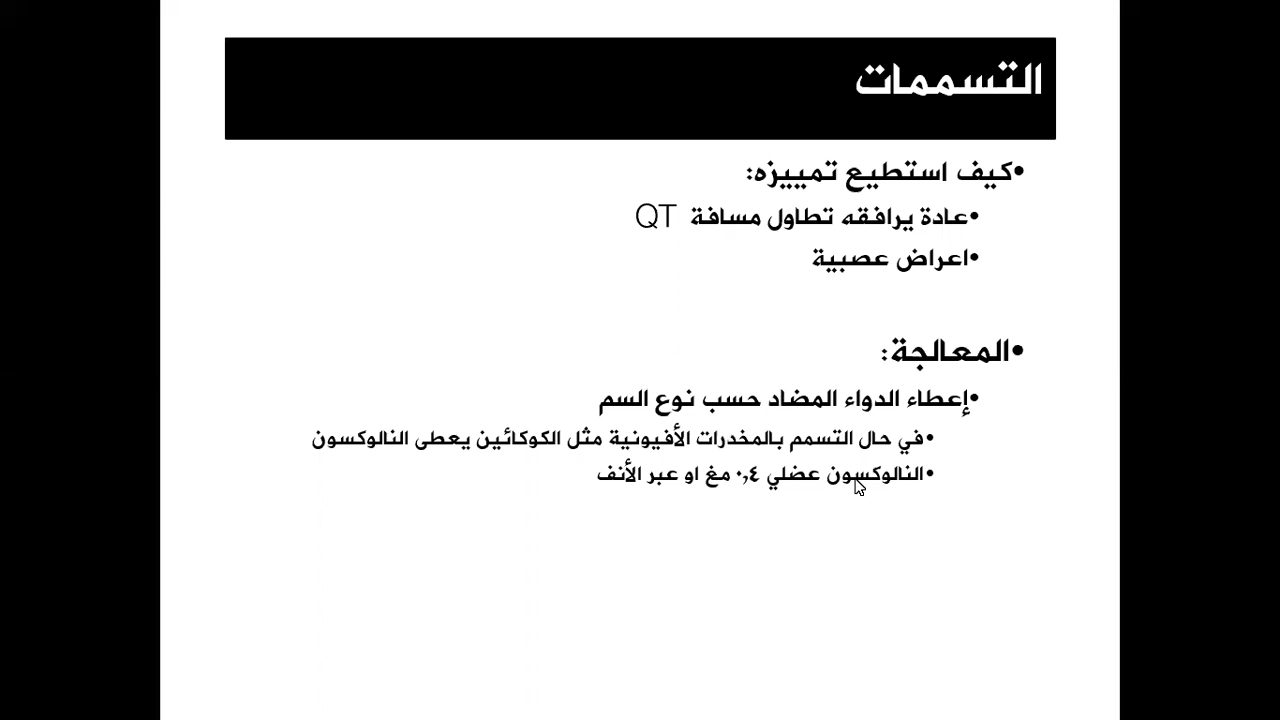 التسممات
•كيف استطيع تمييزه:
•عادة يرافقه تطاول مسافة QT
•اعراض عصبية
•المعالجة:
•إعطاء الدواء المضاد حسب نوع السم
•في حال التسمم بالمخدرات الأفيونية مثل الكوكائين يعطى النالوكسون
•النالوكسون عضلي ٠,٤ مغ او عبر الأنف